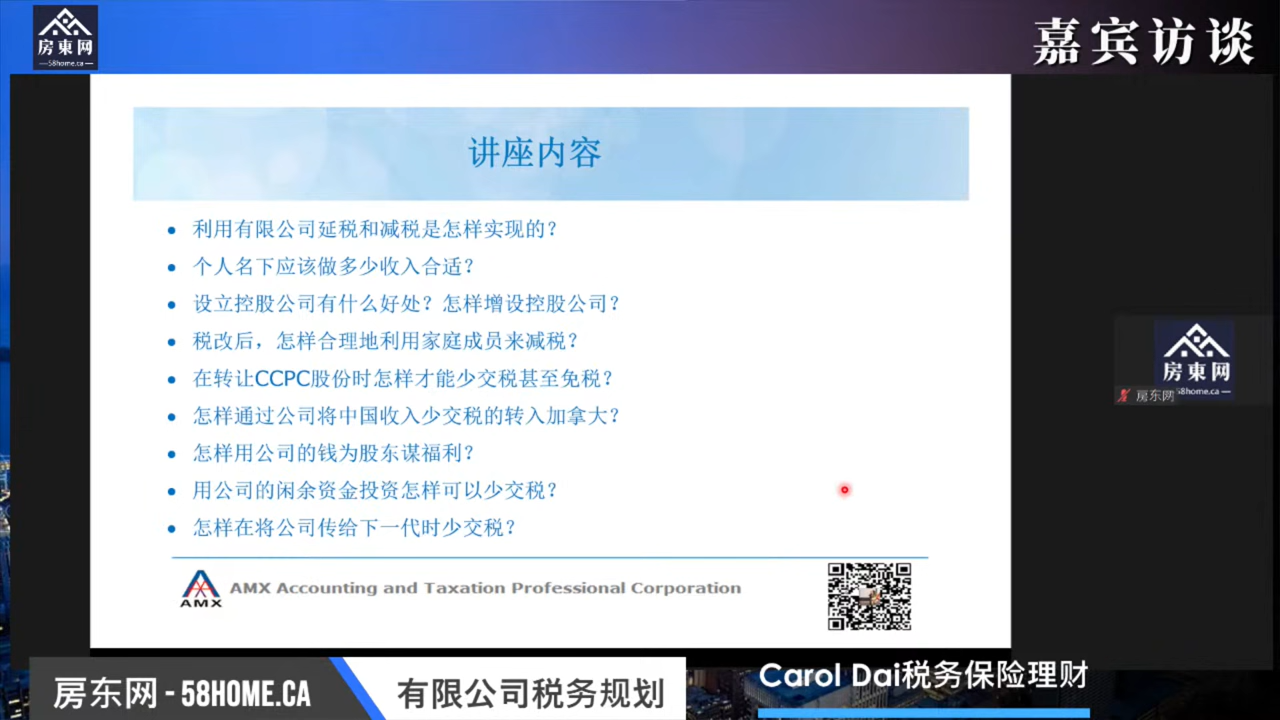 房東网
58home.ca
嘉宾访谈
讲座内容
利用有限公司延税和减税是怎样实现的？
个人名下应该做多少收入合适？
设立控股公司有什么好处？怎样增设控股公司？
税改后，怎样合理地利用家庭成员来减税？
在转让CCPC股份时怎样才能少交税甚至免税？
怎样通过公司将中国收入少交税的转入加拿大？
怎样用公司的钱为股东谋福利？
用公司的闲余资金投资怎样可以少交税？
怎样在将公司传给下一代时少交税？
房東网
58home.ca
房东网
AMX
AMX Accounting and Taxation Professional Corporation
房东网 - 58HOME.CA
有限公司税务规划
Carol Dai税务保险理财